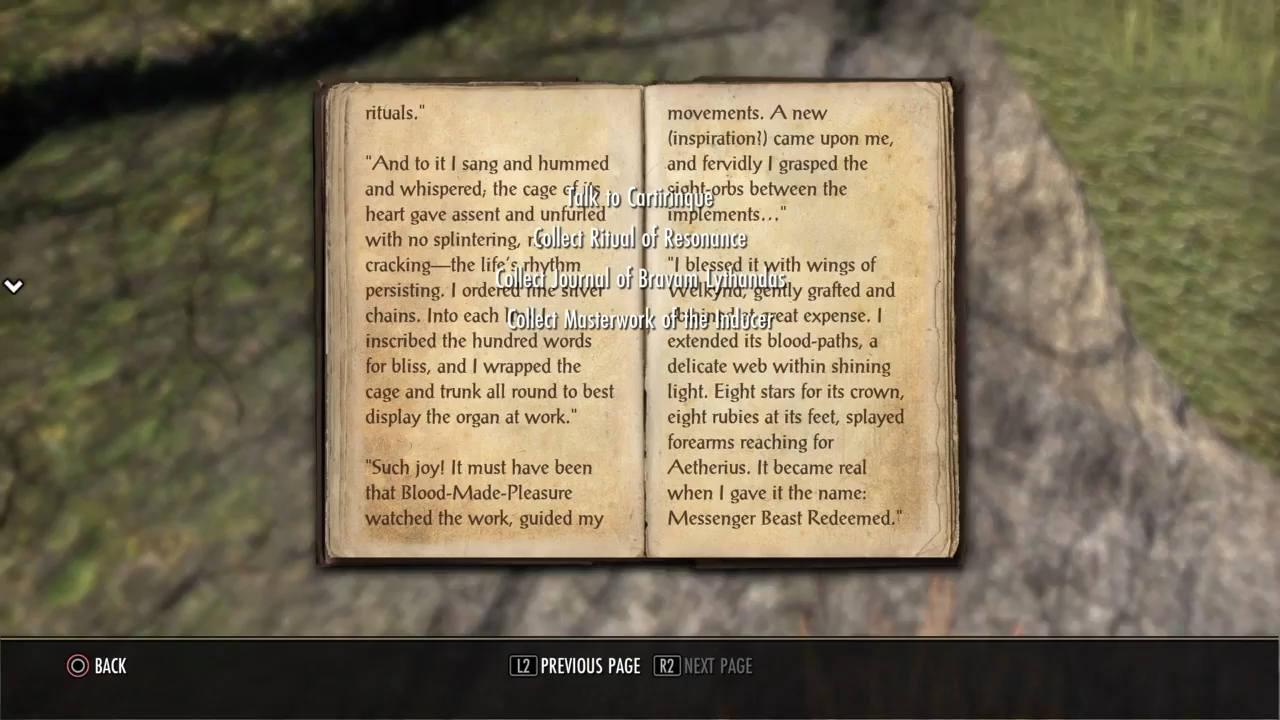 rituals."
"And to it I sang and hummed
and whispered; the cage of its
heart gave assent and unfurled
with no splintering,
cracking—the life's rhythm
persisting. I ordered fine silver
chains. Into each
inscribed the hundred words
for bliss, and I wrapped the
cage and trunk all round to best
display the organ at work."
"Such joy! It must have been
that Blood-Made-Pleasure
watched the work, guided my
movements. A new
(inspiration?) came upon me,
and fervidly I grasped the
sight-orbs between the
implements..."
"I blessed it with wings of
Welkynd, gently grafted and
great expense. I
extended its blood-paths, a
delicate web within shining
light. Eight stars for its crown,
eight rubies at its feet, splayed
forearms reaching for
Aetherius. It became real
when I gave it the name:
Messenger Beast Redeemed."
Talk to Cartirinque
Collect Ritual of Resonance
Collect Journal of Bravam Lythandas
Collect Masterwork of the Inducer
BACK
L2 PREVIOUS PAGE R2 NEXT PAGE